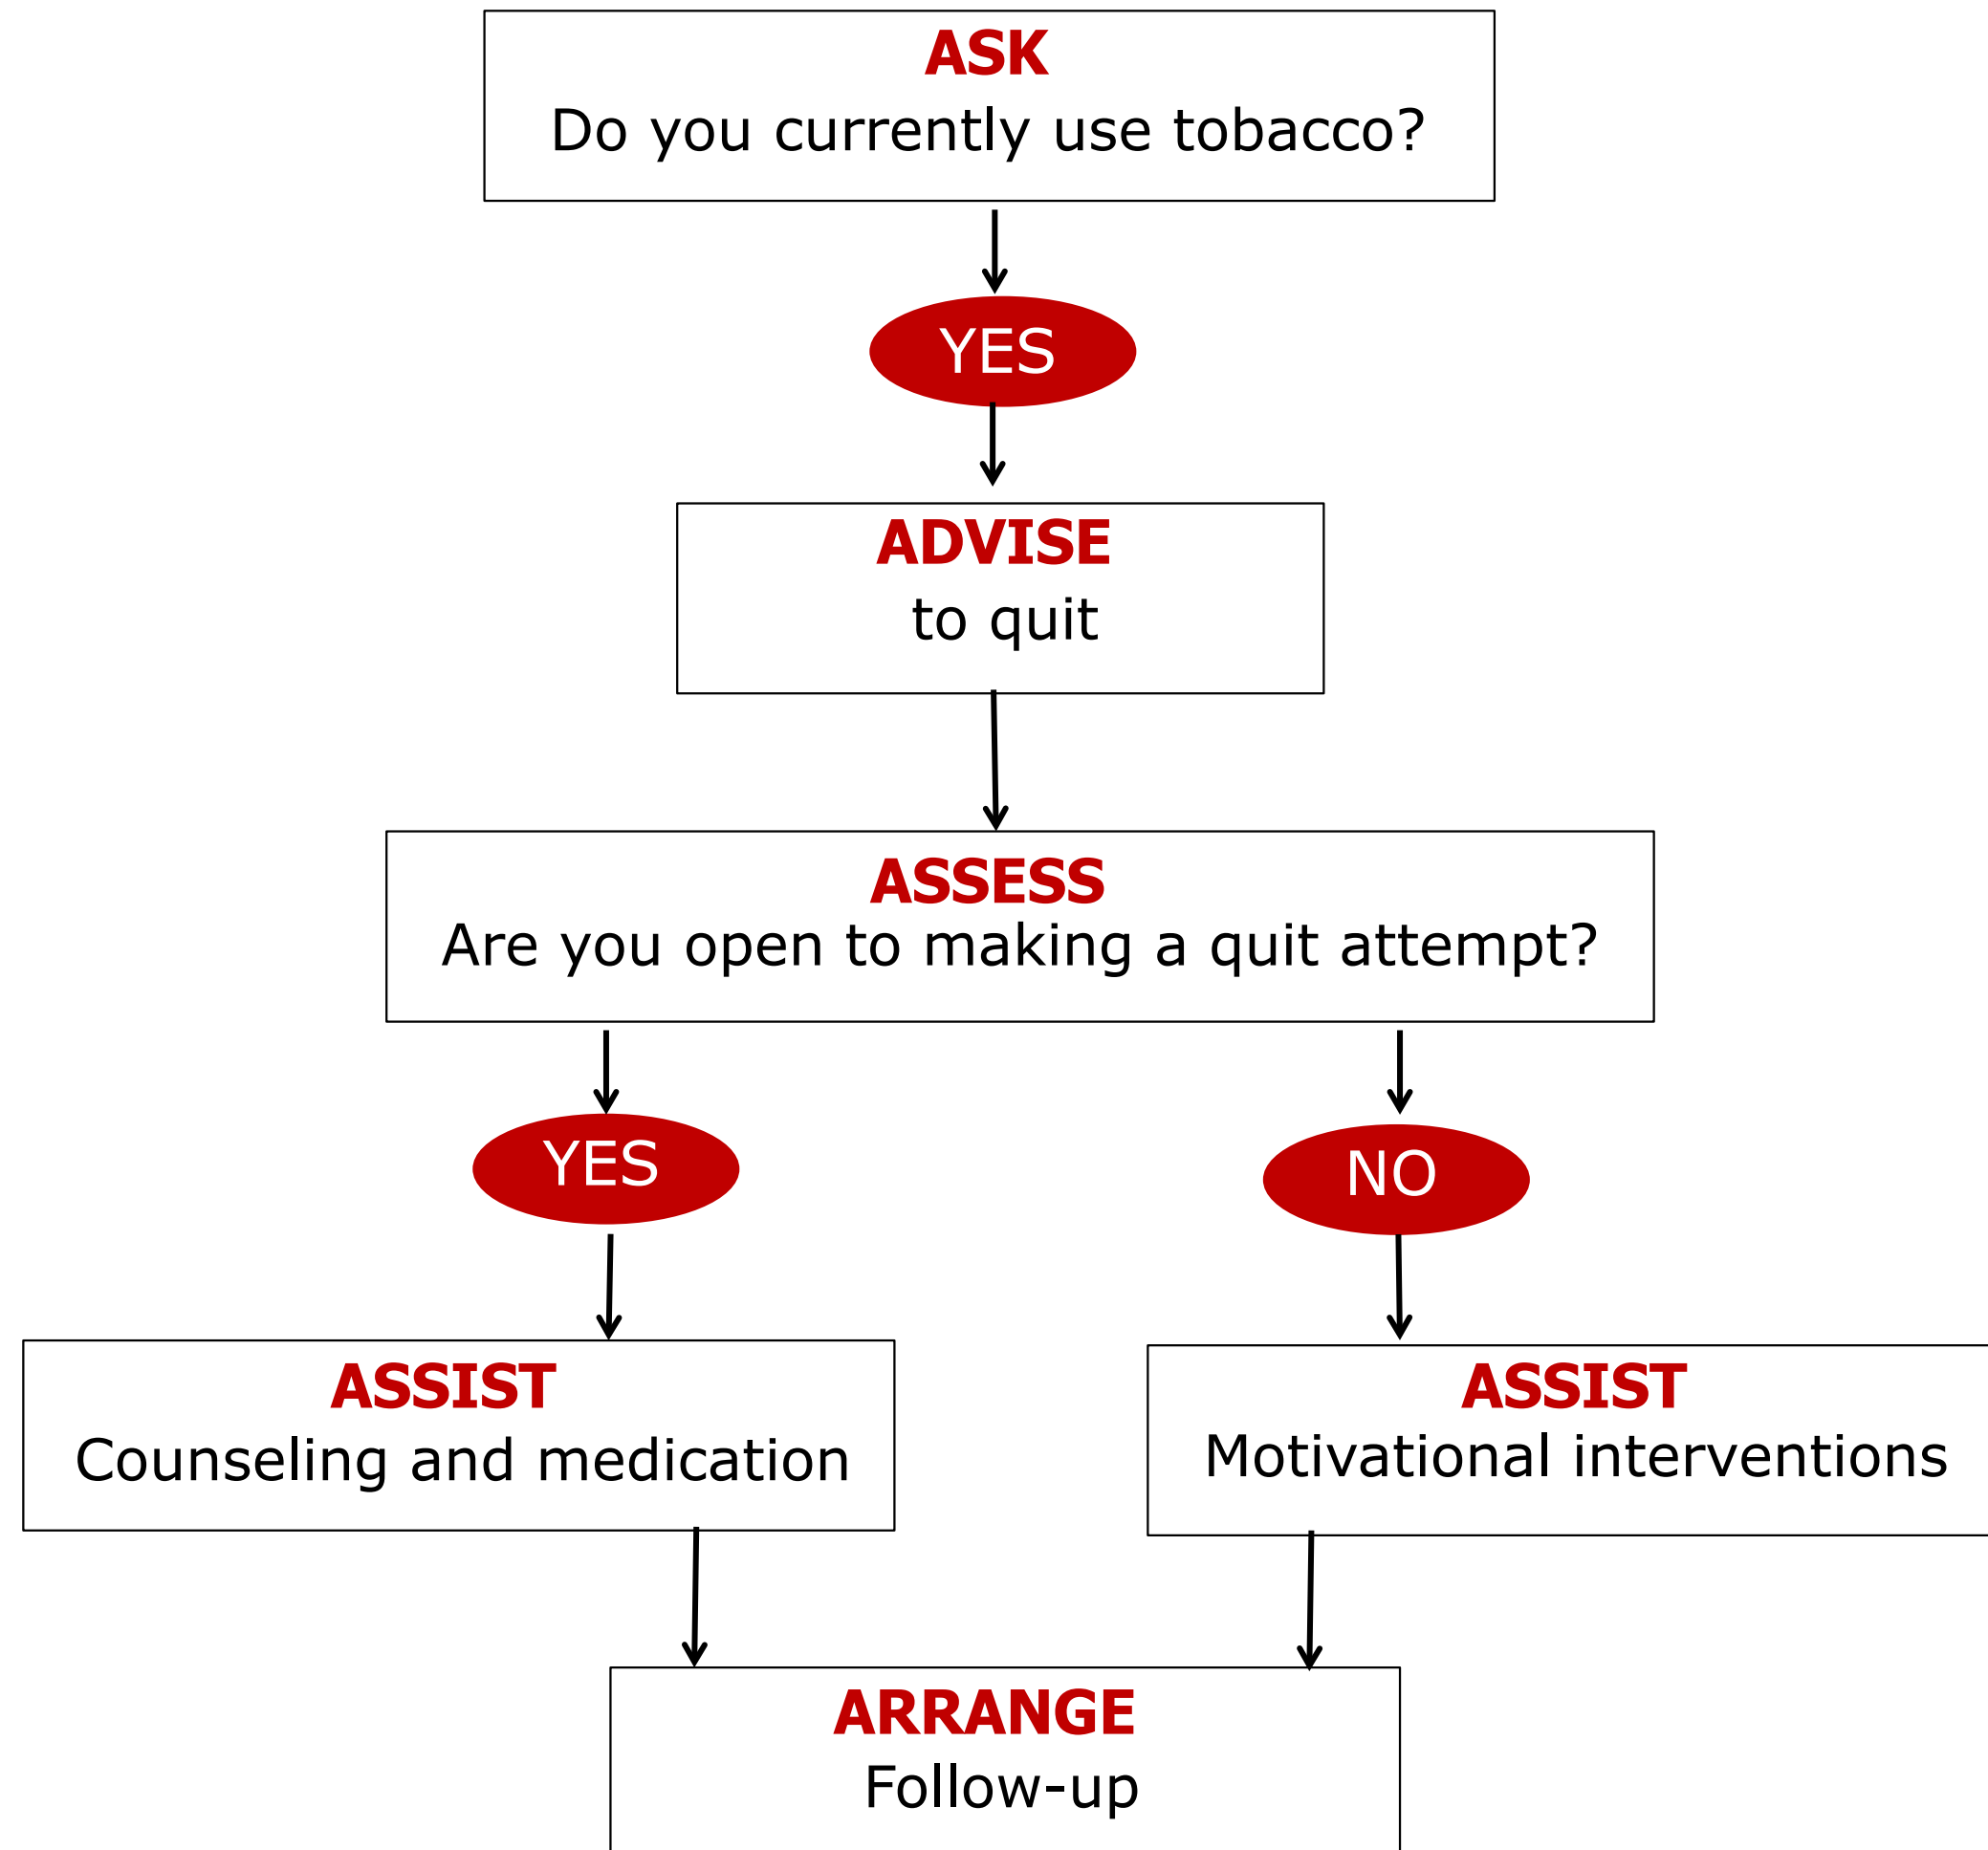 ASK
Do you currently use tobacco?
YES
ADVISE
to quit
ASSESS
Are you open to making a quit attempt?
YES
NO
ASSIST
Counseling and medication
ASSIST
Motivational interventions
ARRANGE
Follow-up